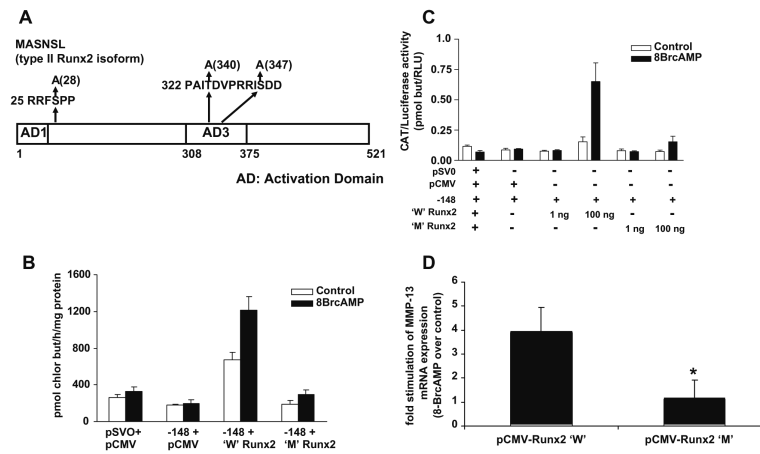 A
MASNSL
(type II Runx2 isoform)
A(28)
A(340)
A(347)
25 RRFSPP
322 PAITDVPRRISDD
AD1
AD3
1
308
375
521
AD: Activation Domain
B
pmol chlor but/h/mg protein
1600
1200
800
400
0
Control
8BrcAMP
pSVO+
pCMV
-148 +
pCMV
-148 +
'W' Runx2
-148 +
'M' Runx2
C
CAT/Luciferase activity
(pmol but/RLU)
1.0
0.75
0.50
0.25
0.0
Control
8BrcAMP
pSV0 + - - - - -
pCMV + + - - - -
-148 + + + + + +
'W' Runx2 + - 1 ng 100 ng - -
'M' Runx2 + - - - 1 ng 100 ng
D
fold stimulation of MMP-13
mRNA expression
(8-BrcAMP over control)
6
5
4
3
2
1
0
*
pCMV-Runx2 'W'
pCMV-Runx2 'M'